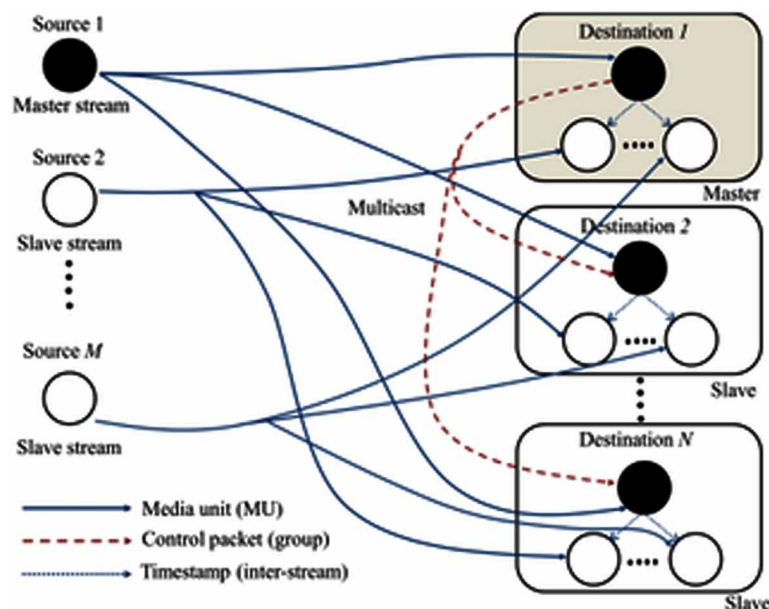 Source 1
Master stream
Source 2
Slave stream
Source M
Slave stream
Multicast
Destination 1
Master
Destination 2
Slave
Destination N
Slave
Media unit (MU)
Control packet (group)
Timestamp (inter-stream)